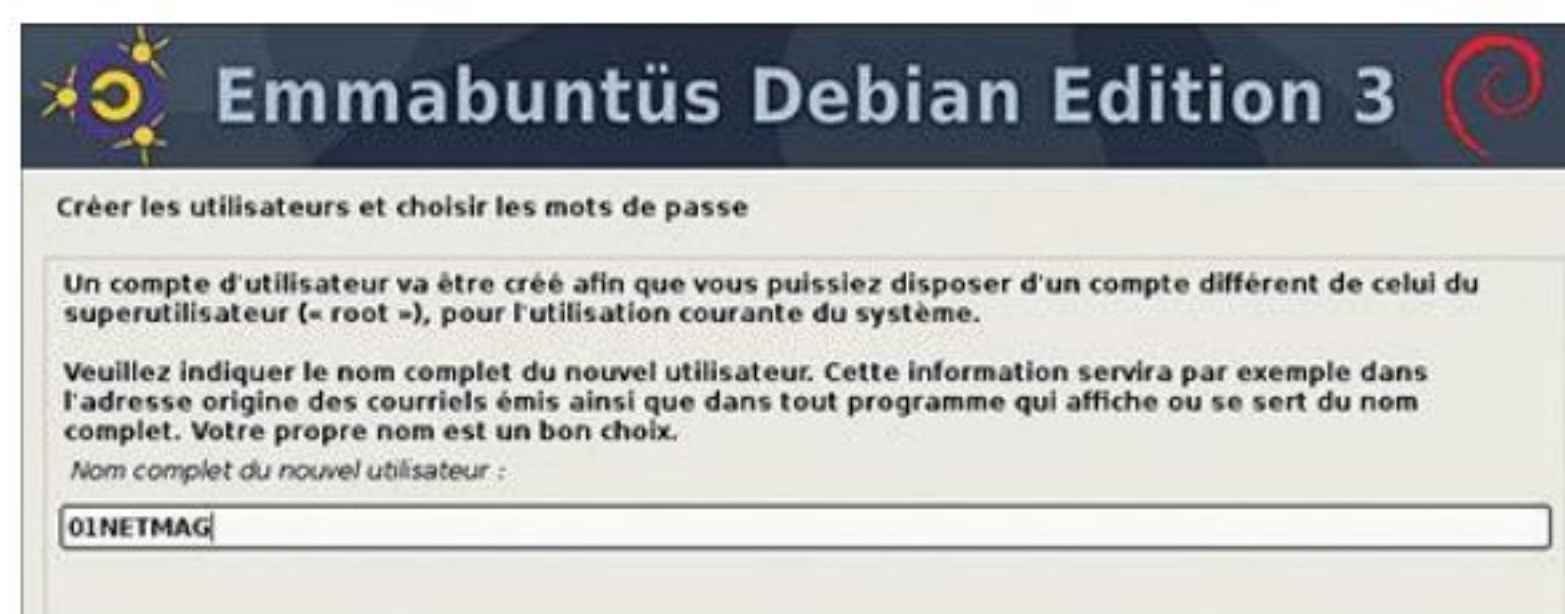 Emmabuntüs Debian Edition 3
Créer les utilisateurs et choisir les mots de passe
Un compte d'utilisateur va être créé afin que vous puissiez disposer d'un compte différent de celui du
superutilisateur (« root »), pour l'utilisation courante du système.
Veuillez indiquer le nom complet du nouvel utilisateur. Cette information servira par exemple dans
l'adresse origine des courriels émis ainsi que dans tout programme qui affiche ou se sert du nom
complet. Votre propre nom est un bon choix.
Nom complet du nouvel utilisateur :
01NETMAG